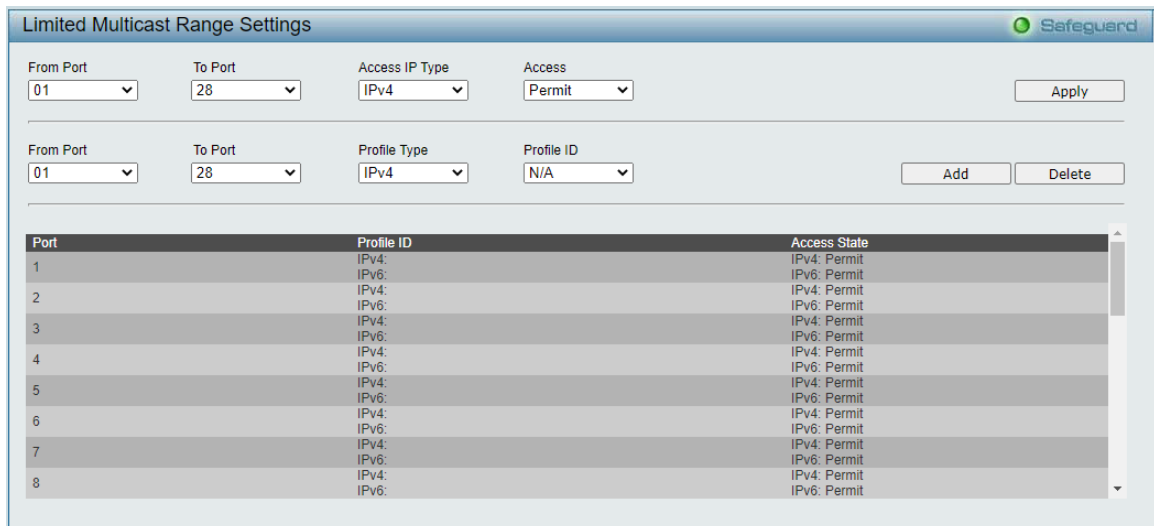 Limited Multicast Range Settings Safeguard
From Port To Port Access IP Type Access
01 28 IPv4 Permit Apply
From Port To Port Profile Type Profile ID
01 28 IPv4 N/A Add Delete
Port Profile ID Access State
1 IPv4: IPv4: Permit
IPv6: IPv6: Permit
2 IPv4: IPv4: Permit
IPv6: IPv6: Permit
3 IPv4: IPv4: Permit
IPv6: IPv6: Permit
4 IPv4: IPv4: Permit
IPv6: IPv6: Permit
5 IPv4: IPv4: Permit
IPv6: IPv6: Permit
6 IPv4: IPv4: Permit
IPv6: IPv6: Permit
7 IPv4: IPv4: Permit
IPv6: IPv6: Permit
8 IPv4: IPv4: Permit
IPv6: IPv6: Permit